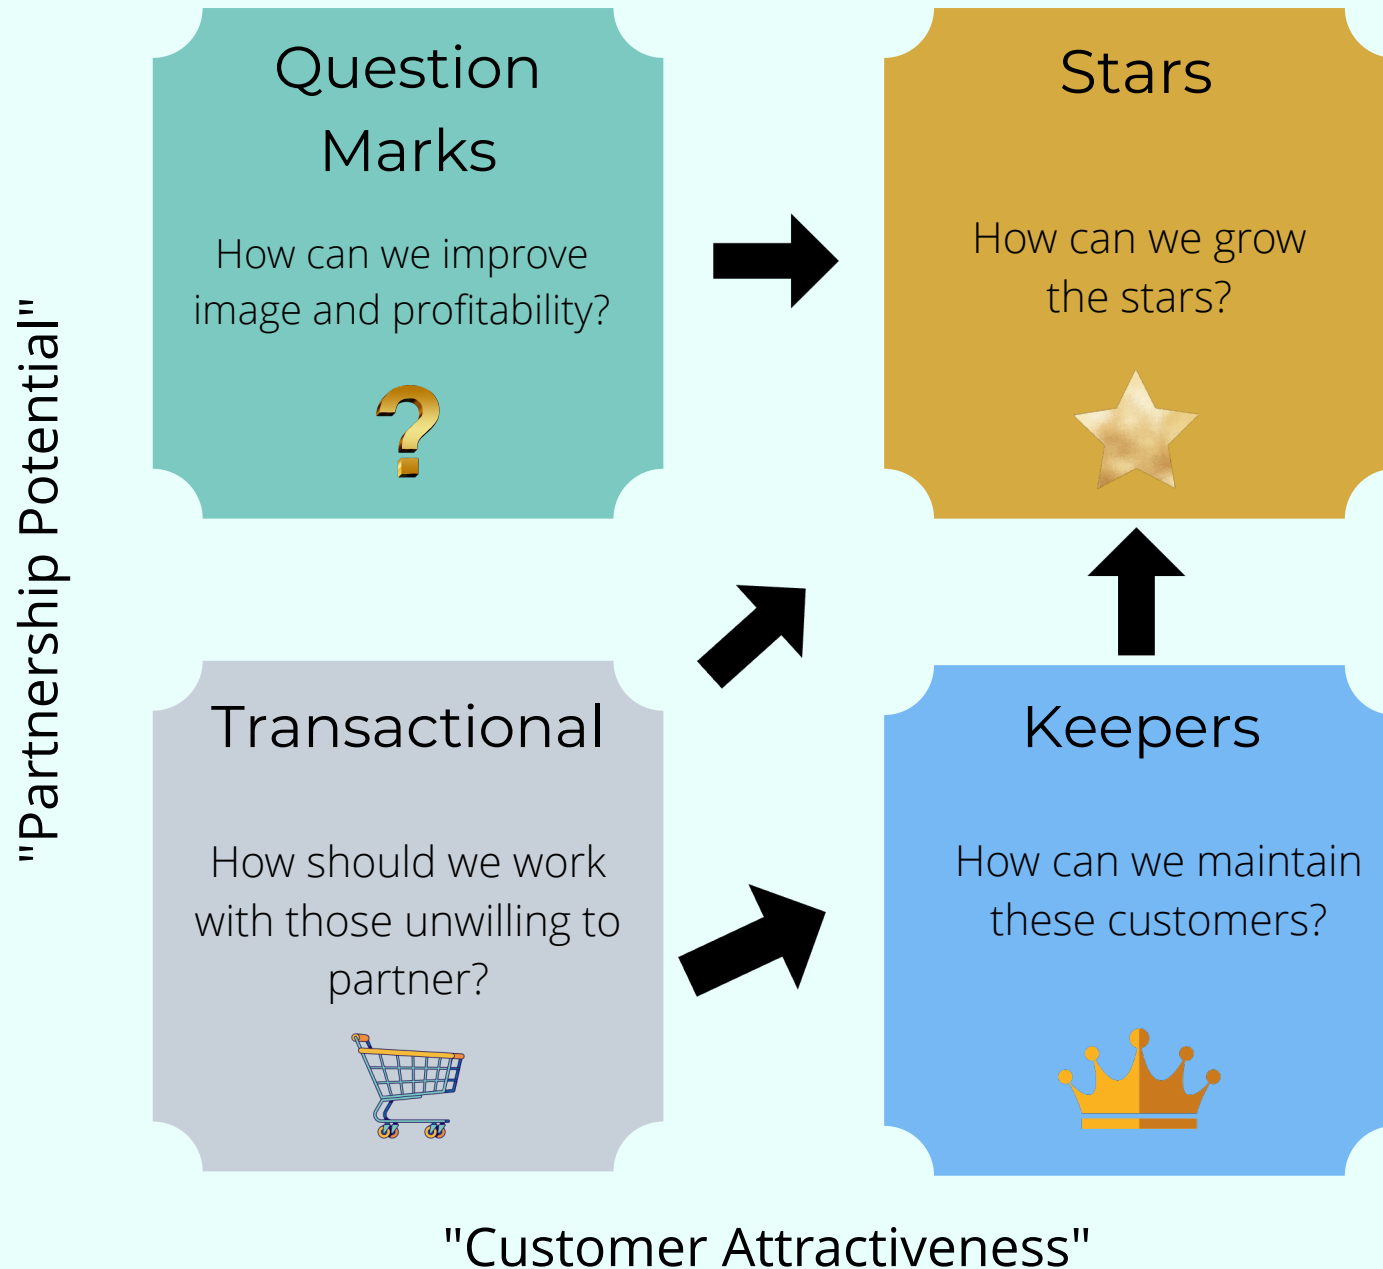 Question
Marks
How can we improve
image and profitability?
Stars
How can we grow
the stars?
"Partnership Potential"
Transactional
How should we work
with those unwilling to
partner?
Keepers
How can we maintain
these customers?
"Customer Attractiveness"